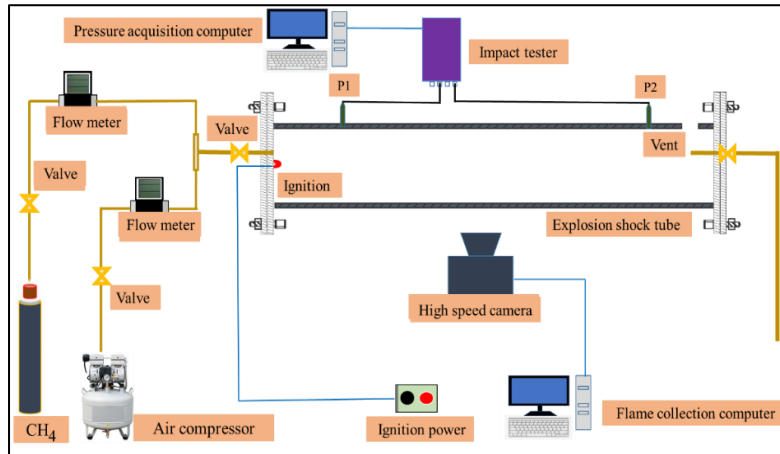 Pressure acquisition computer
Impact tester
P1
P2
Flow meter
Valve
Vent
Valve
Ignition
Flow meter
Explosion shock tube
Valve
High speed camera
CH4
Air compressor
Ignition power
Flame collection computer